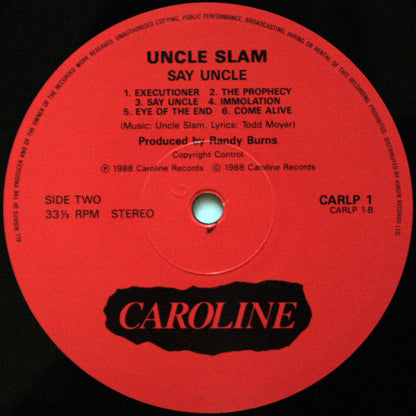 ALL RIGHTS OF THE PRODUCER AND OF THE OWNER OF THE RECORDED WORK RESERVED. UNAUTHORISED COPYING, PUBLIC PERFORMANCE, BROADCASTING, HIRING OR RENTAL OF THIS RECORDING PROHIBITED. DISTRIBUTED BY VIRGIN RECORDS LTD.
UNCLE SLAM
SAY UNCLE
1. EXECUTIONER 2. THE PROPHECY
3. SAY UNCLE 4. IMMOLATION
5. EYE OF THE END 6. COME ALIVE
(Music: Uncle Slam. Lyrics: Todd Moyer)
Produced by Randy Burns
Copyright Control
℗ 1988 Caroline Records © 1988 Caroline Records
SIDE TWO
33⅓ RPM STEREO
CARLP 1
CARLP 1-B
CAROLINE